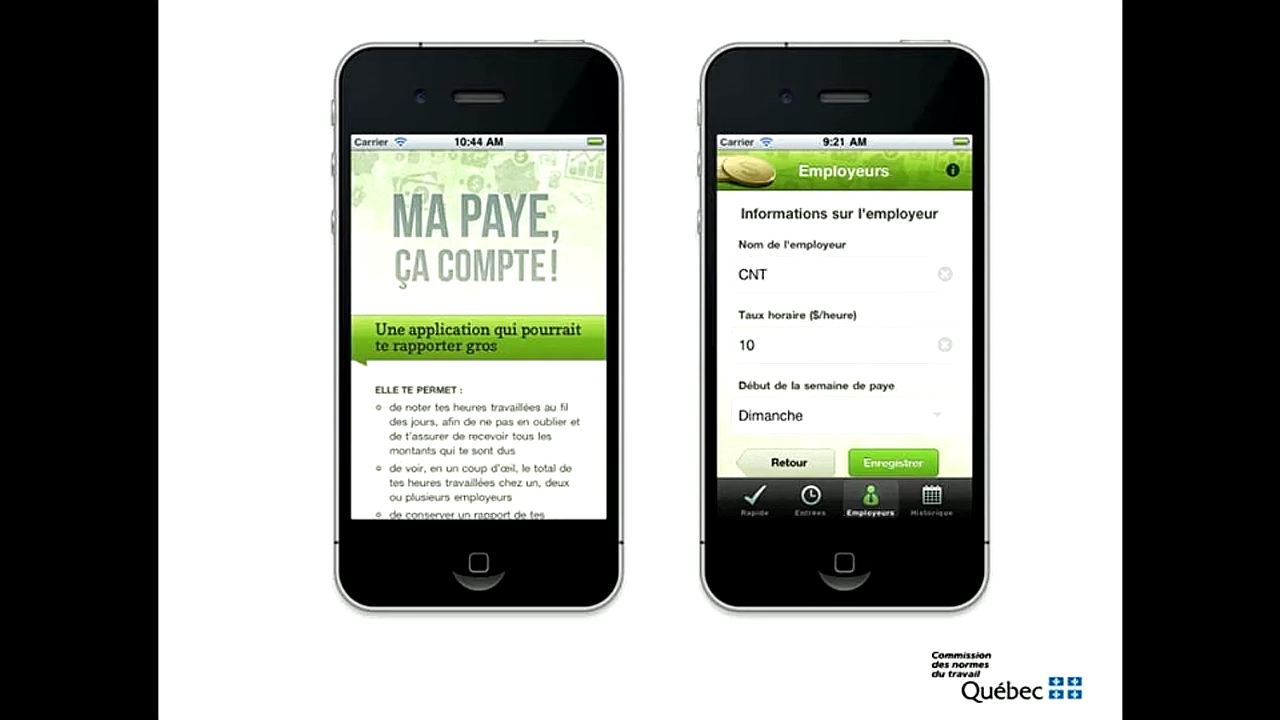 Carrier
10:44 AM
MA PAYE,
ÇA COMPTE!
Une application qui pourrait
te rapporter gros
ELLE TE PERMET :
de noter tes heures travaillées au fil
des jours, afin de ne pas en oublier et
de t'assurer de recevoir tous les
montants qui te sont dus
de voir, en un coup d'œil, le total de
tes heures travaillées chez un, deux
ou plusieurs employeurs
de conserver un rapport de tes
Carrier
9:21 AM
Employeurs
Informations sur l'employeur
Nom de l'employeur
CNT
Taux horaire ($/heure)
10
Début de la semaine de paye
Dimanche
Retour
Enregistrer
Rapide
Entrées
Employeurs
Historique
Commission
des normes
du travail
Québec